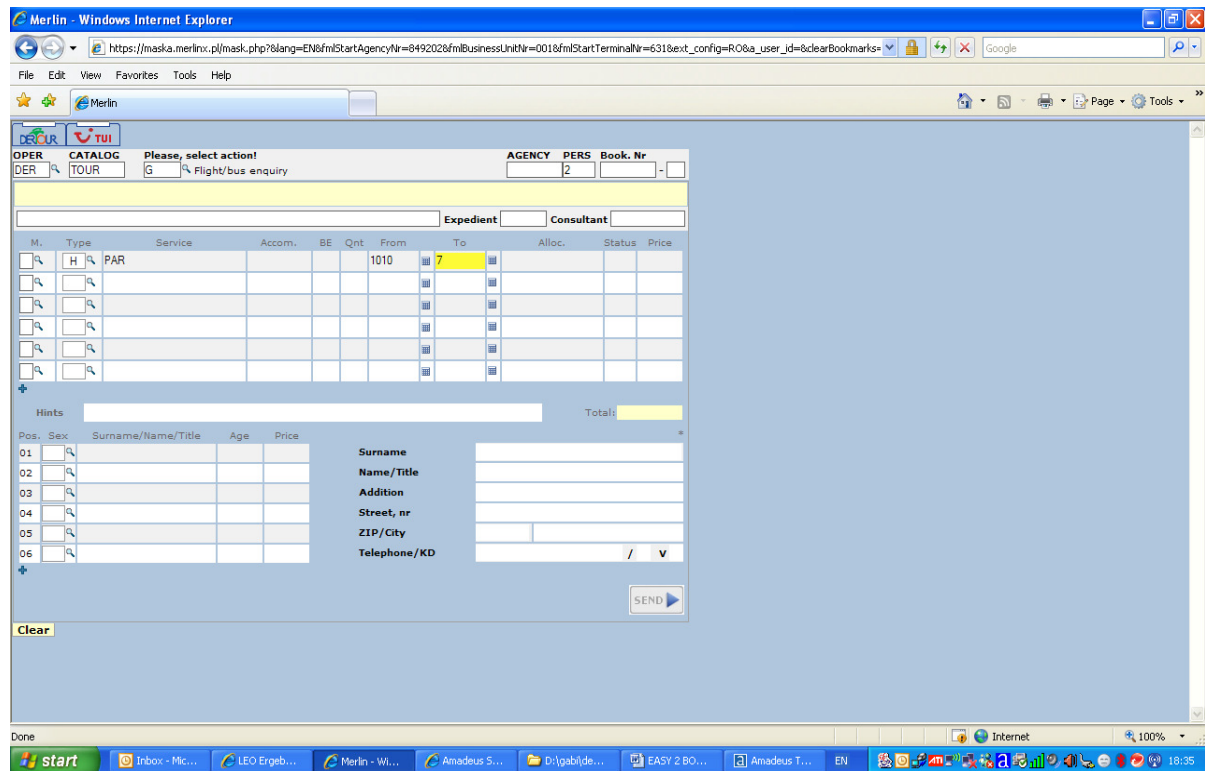 Merlin - Windows Internet Explorer
https://maska.merlinx.pl/mask.php?&lang=EN&fmlStartAgencyNr=849202&fmlBusinessUnitNr=001&fmlStartTerminalNr=631&ext_config=RO&a_user_id=&clearBookmarks=
Google
File Edit View Favorites Tools Help
Merlin
Page Tools
DERTOUR TUI
OPER CATALOG Please, select action! AGENCY PERS Book. Nr
DER TOUR G Flight/bus enquiry 2 -
Expedient Consultant
M. Type Service Accom. BE Qnt From To Alloc. Status Price
H PAR 1010 7
Hints Total:
Pos. Sex Surname/Name/Title Age Price *
01 Surname
02 Name/Title
03 Addition
04 Street, nr
05 ZIP/City
06 Telephone/KD / V
SEND
Clear
Done Internet 100%
start Inbox - Mic... LEO Ergeb... Merlin - Wi... Amadeus S... D:\gabi\de... EASY 2 BO... Amadeus T... EN 18:35